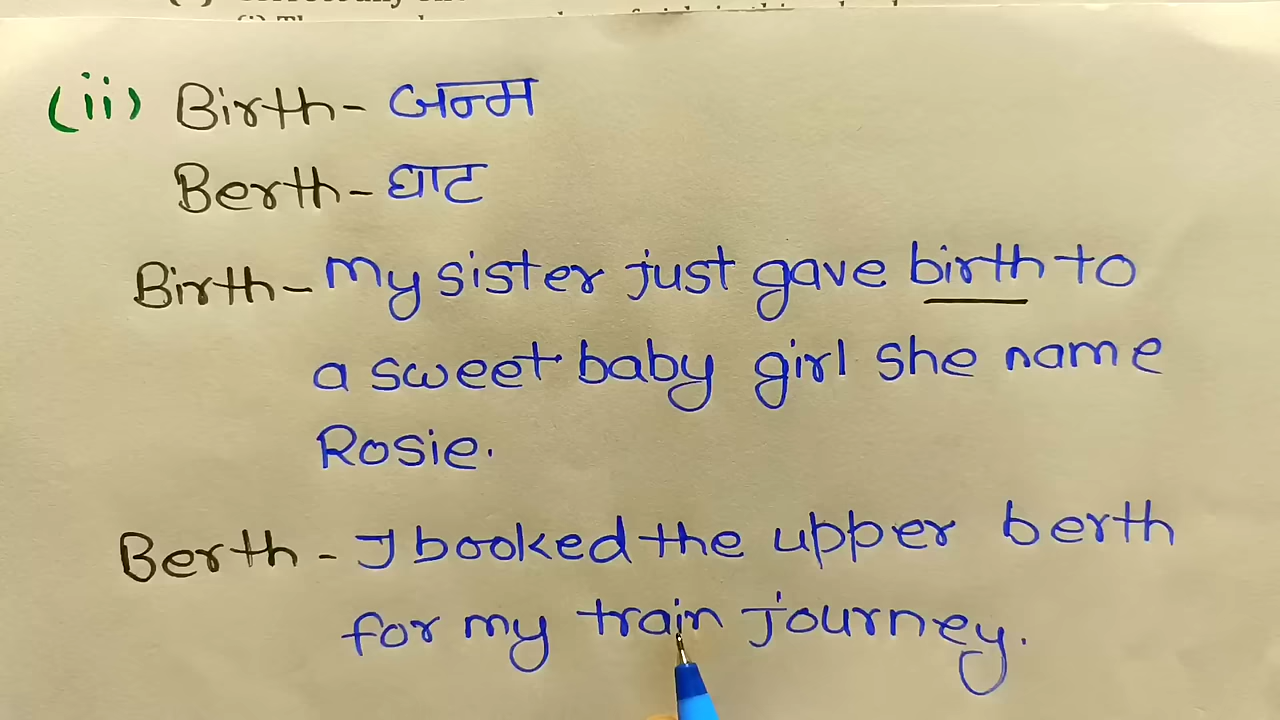 (ii) Birth - जन्म
Berth - घाट
Birth - My sister just gave birth to
a sweet baby girl she name
Rosie.
Berth - I booked the upper berth
for my train journey.